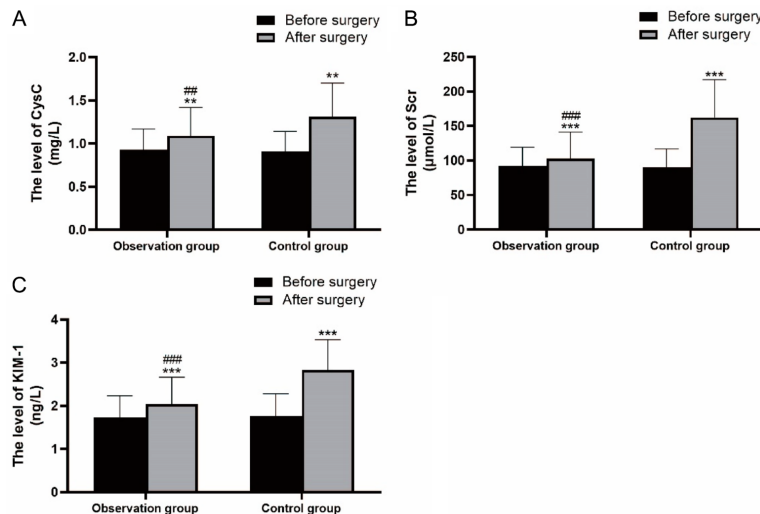 A
Before surgery
After surgery
The level of CysC
(mg/L)
2.0
1.5
1.0
0.5
0.0
##
**
**
Observation group
Control group
B
Before surgery
After surgery
The level of Scr
(μmol/L)
250
200
150
100
50
0
###
***
***
Observation group
Control group
C
Before surgery
After surgery
The level of KIM-1
(ng/L)
4
3
2
1
0
###
***
***
Observation group
Control group